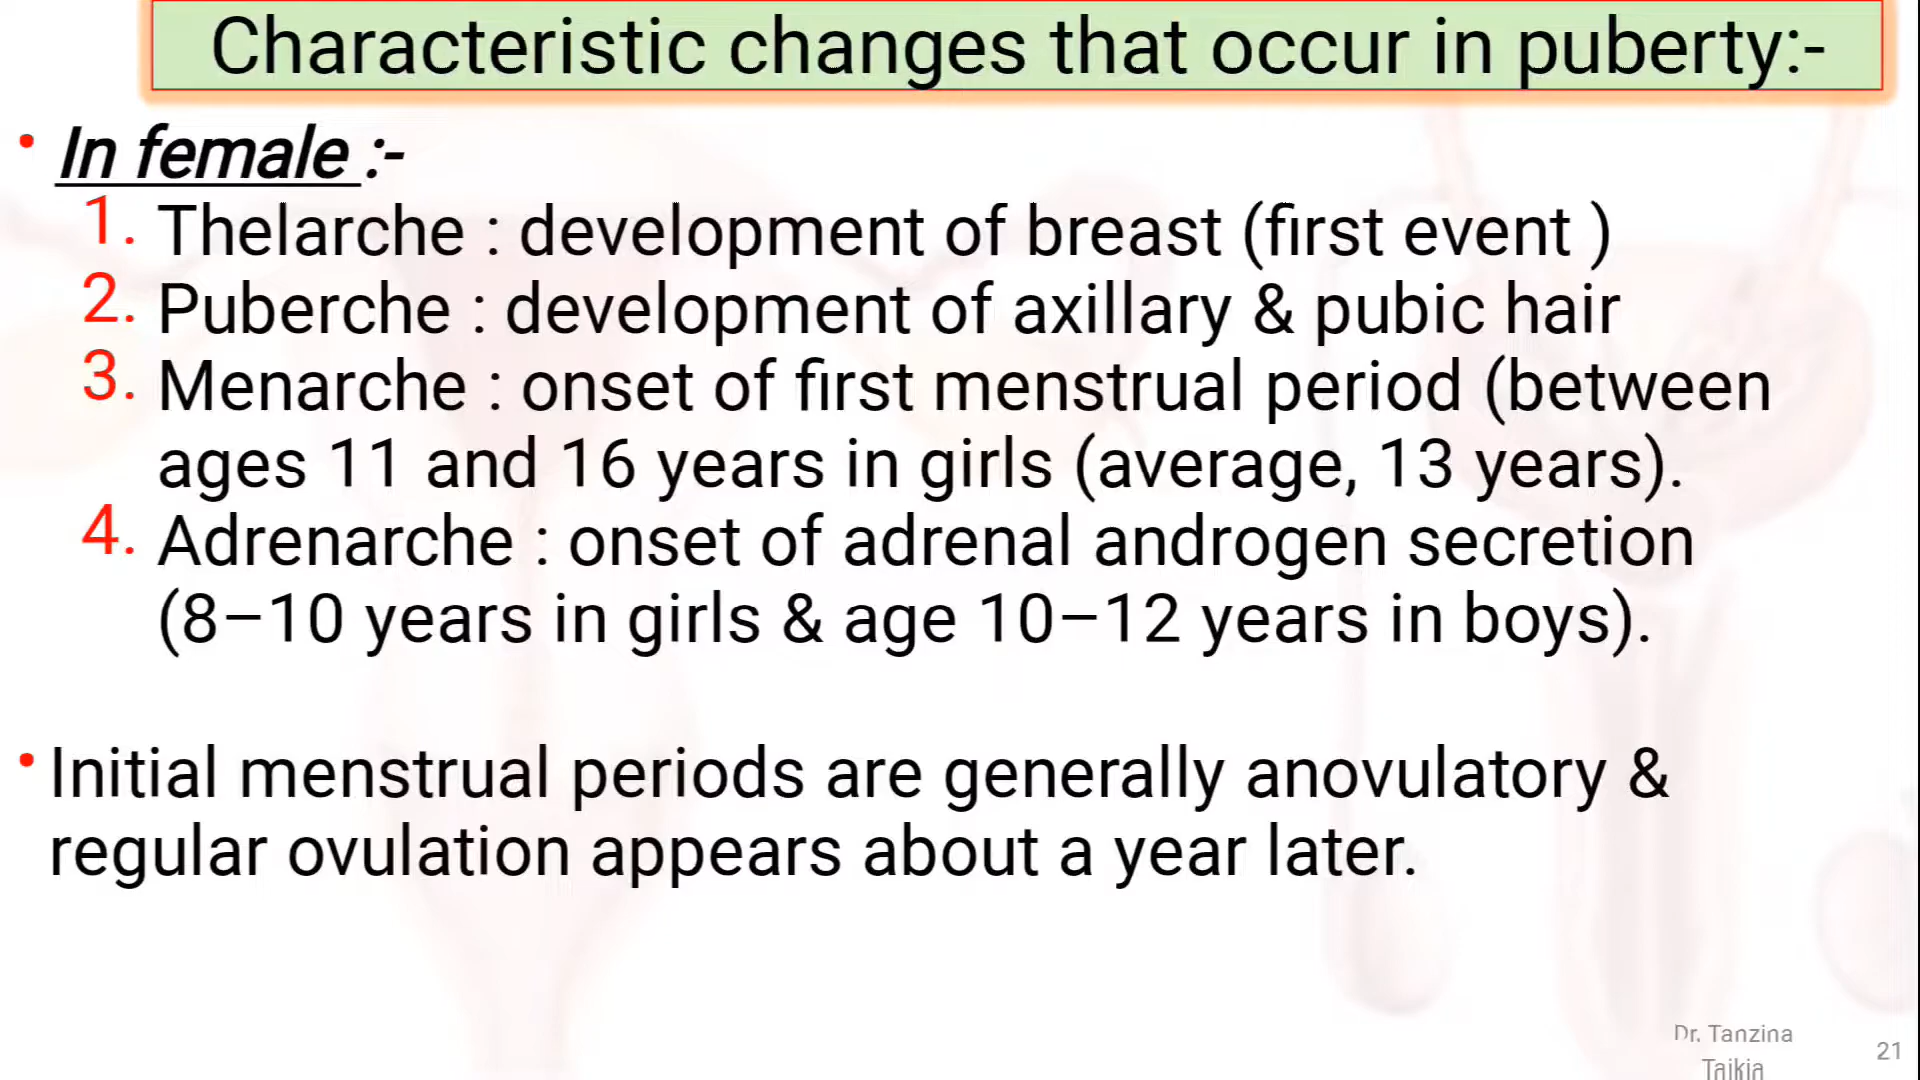 Characteristic changes that occur in puberty:-
• In female :-
1. Thelarche : development of breast (first event )
2. Puberche : development of axillary & pubic hair
3. Menarche : onset of first menstrual period (between
ages 11 and 16 years in girls (average, 13 years).
4. Adrenarche : onset of adrenal androgen secretion
(8–10 years in girls & age 10–12 years in boys).
• Initial menstrual periods are generally anovulatory &
regular ovulation appears about a year later.
Dr. Tanzina
21